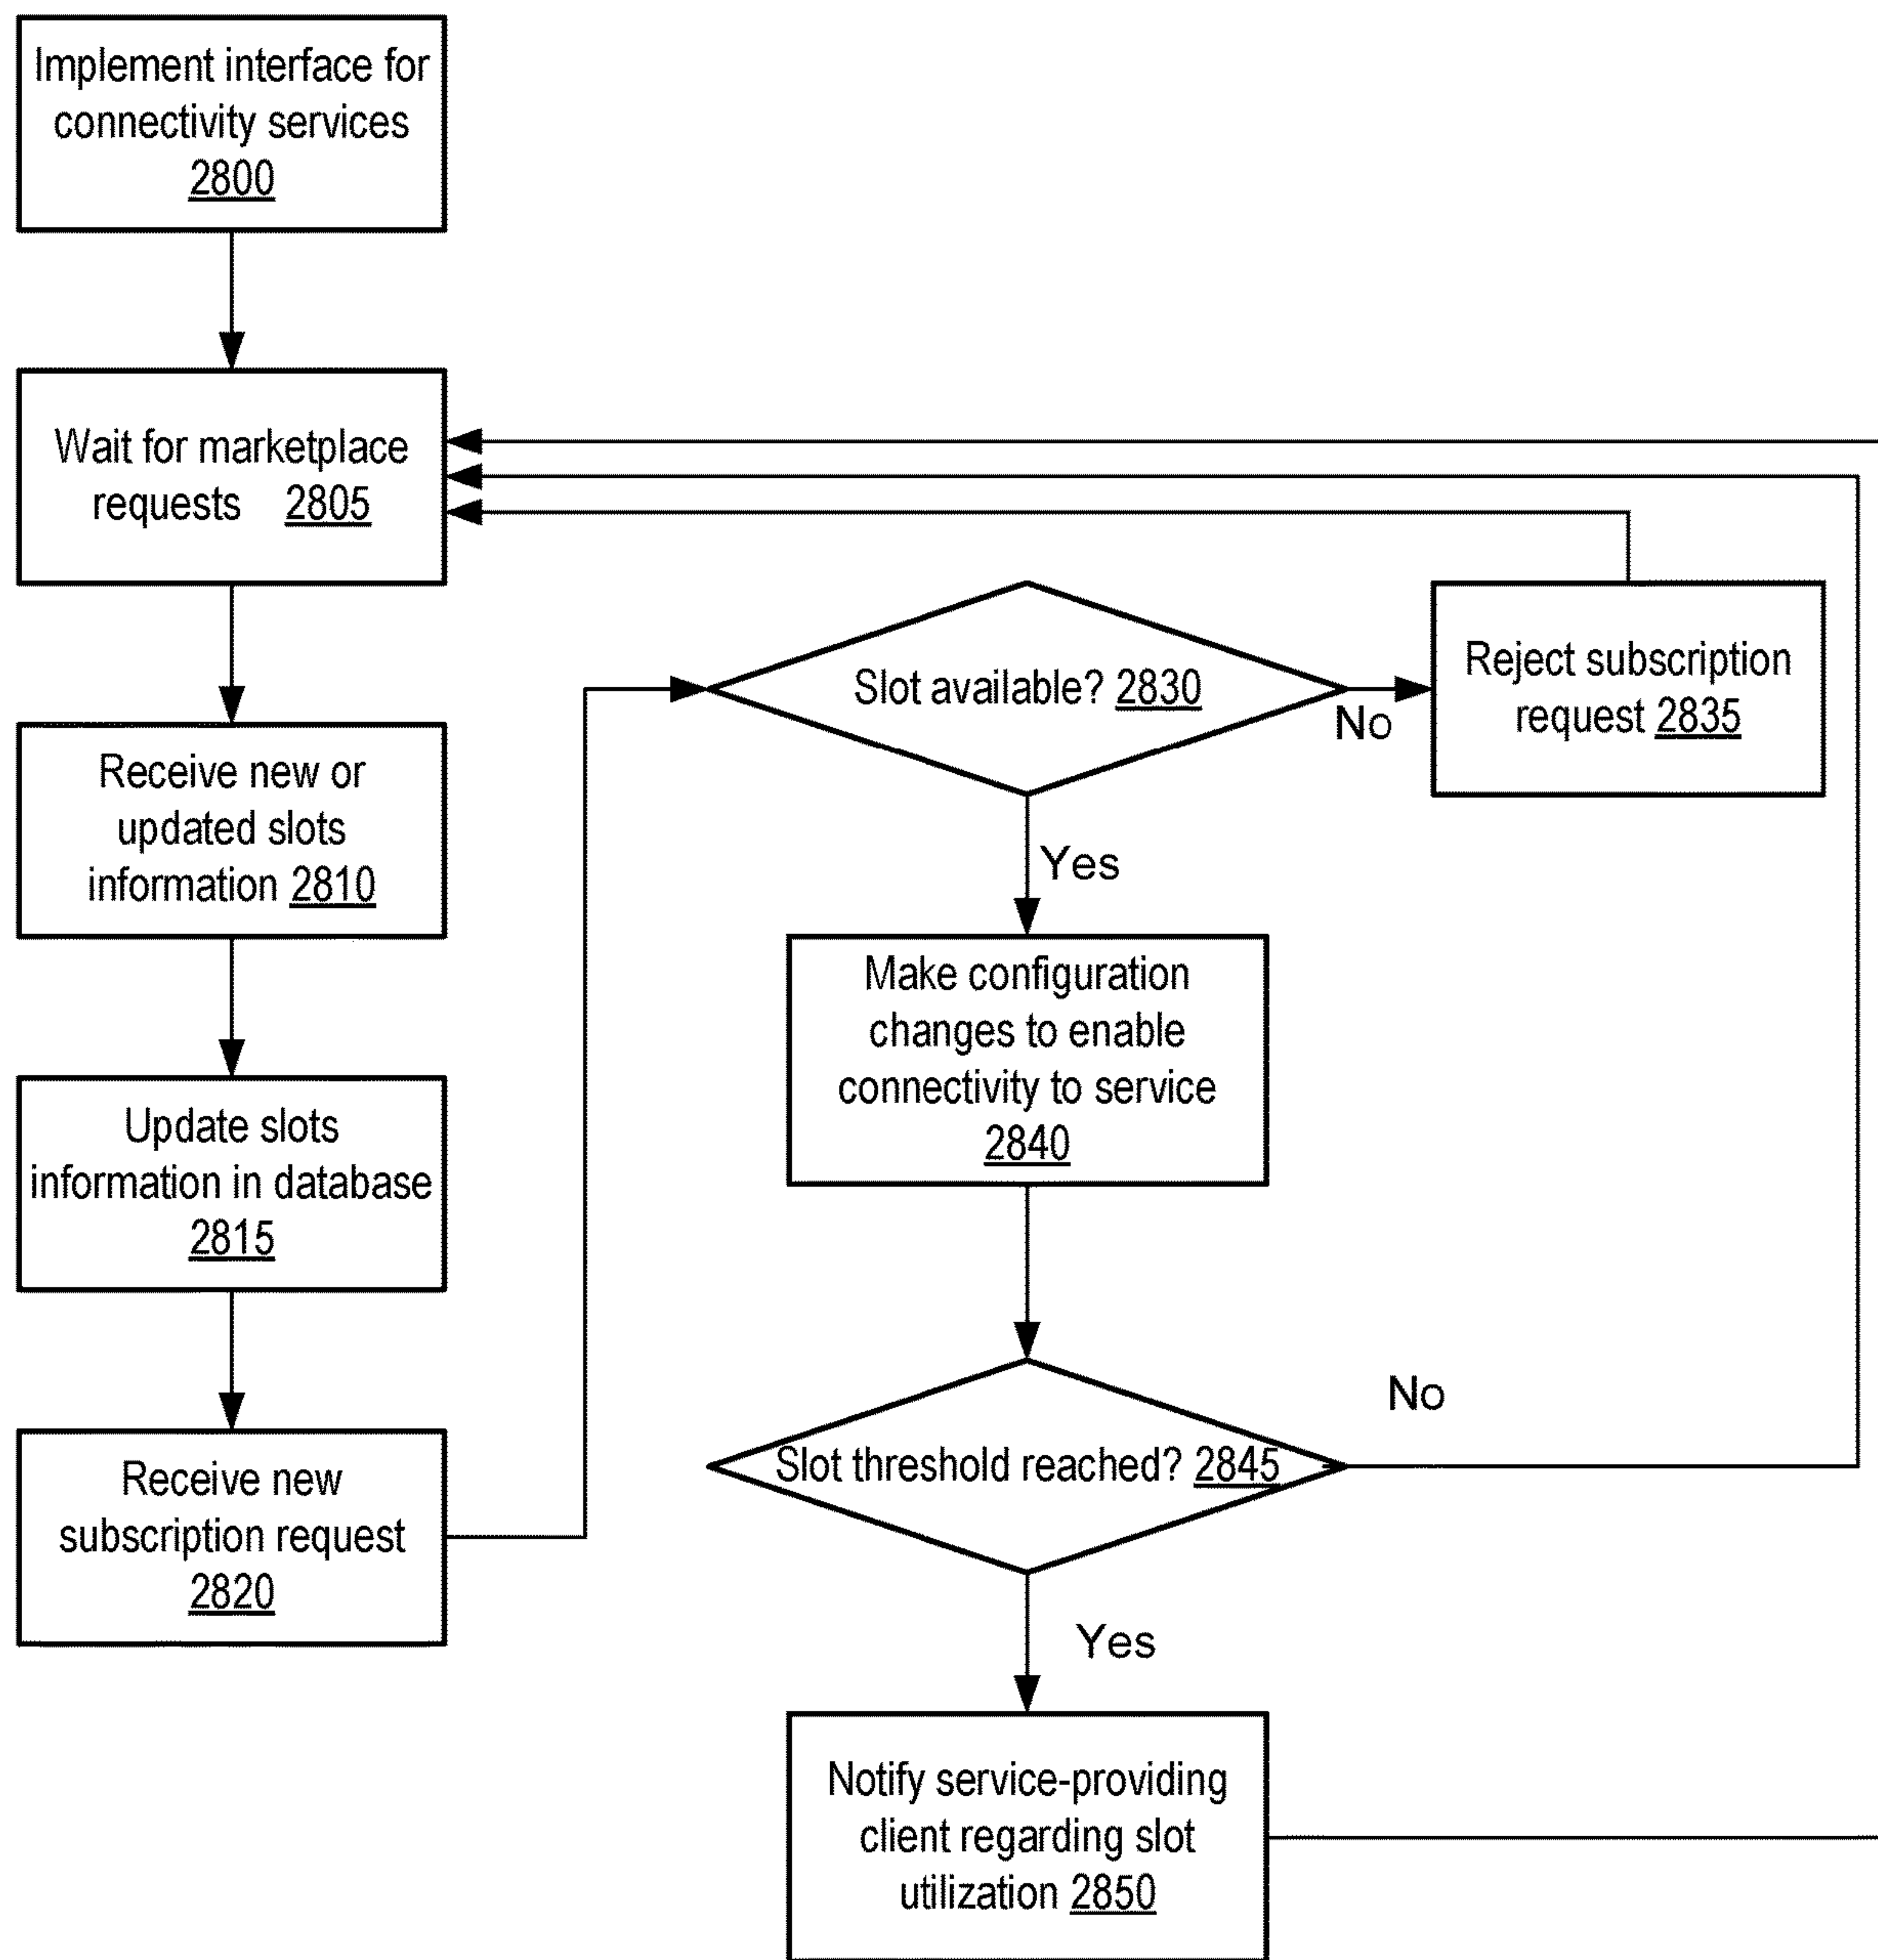 Implement interface for
connectivity services
2800
Wait for marketplace
requests 2805
Receive new or
updated slots
information 2810
Update slots
information in database
2815
Receive new
subscription request
2820
Slot available? 2830
No
Reject subscription
request 2835
Yes
Make configuration
changes to enable
connectivity to service
2840
Slot threshold reached? 2845
No
Yes
Notify service-providing
client regarding slot
utilization 2850